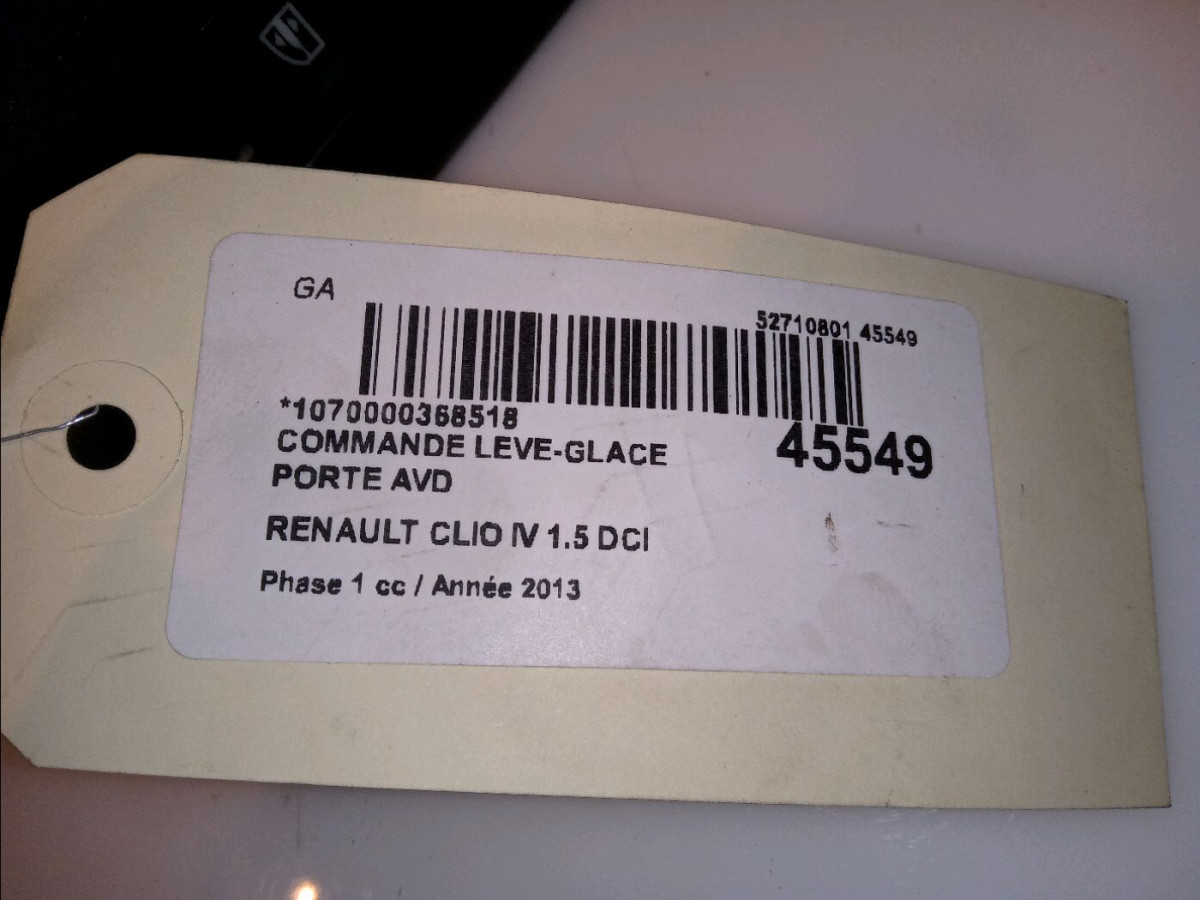 GA
52710801 45549
*1070000368518
COMMANDE LEVE-GLACE
45549
PORTE AVD
RENAULT CLIO IV 1.5 DCI
Phase 1 cc / Année 2013